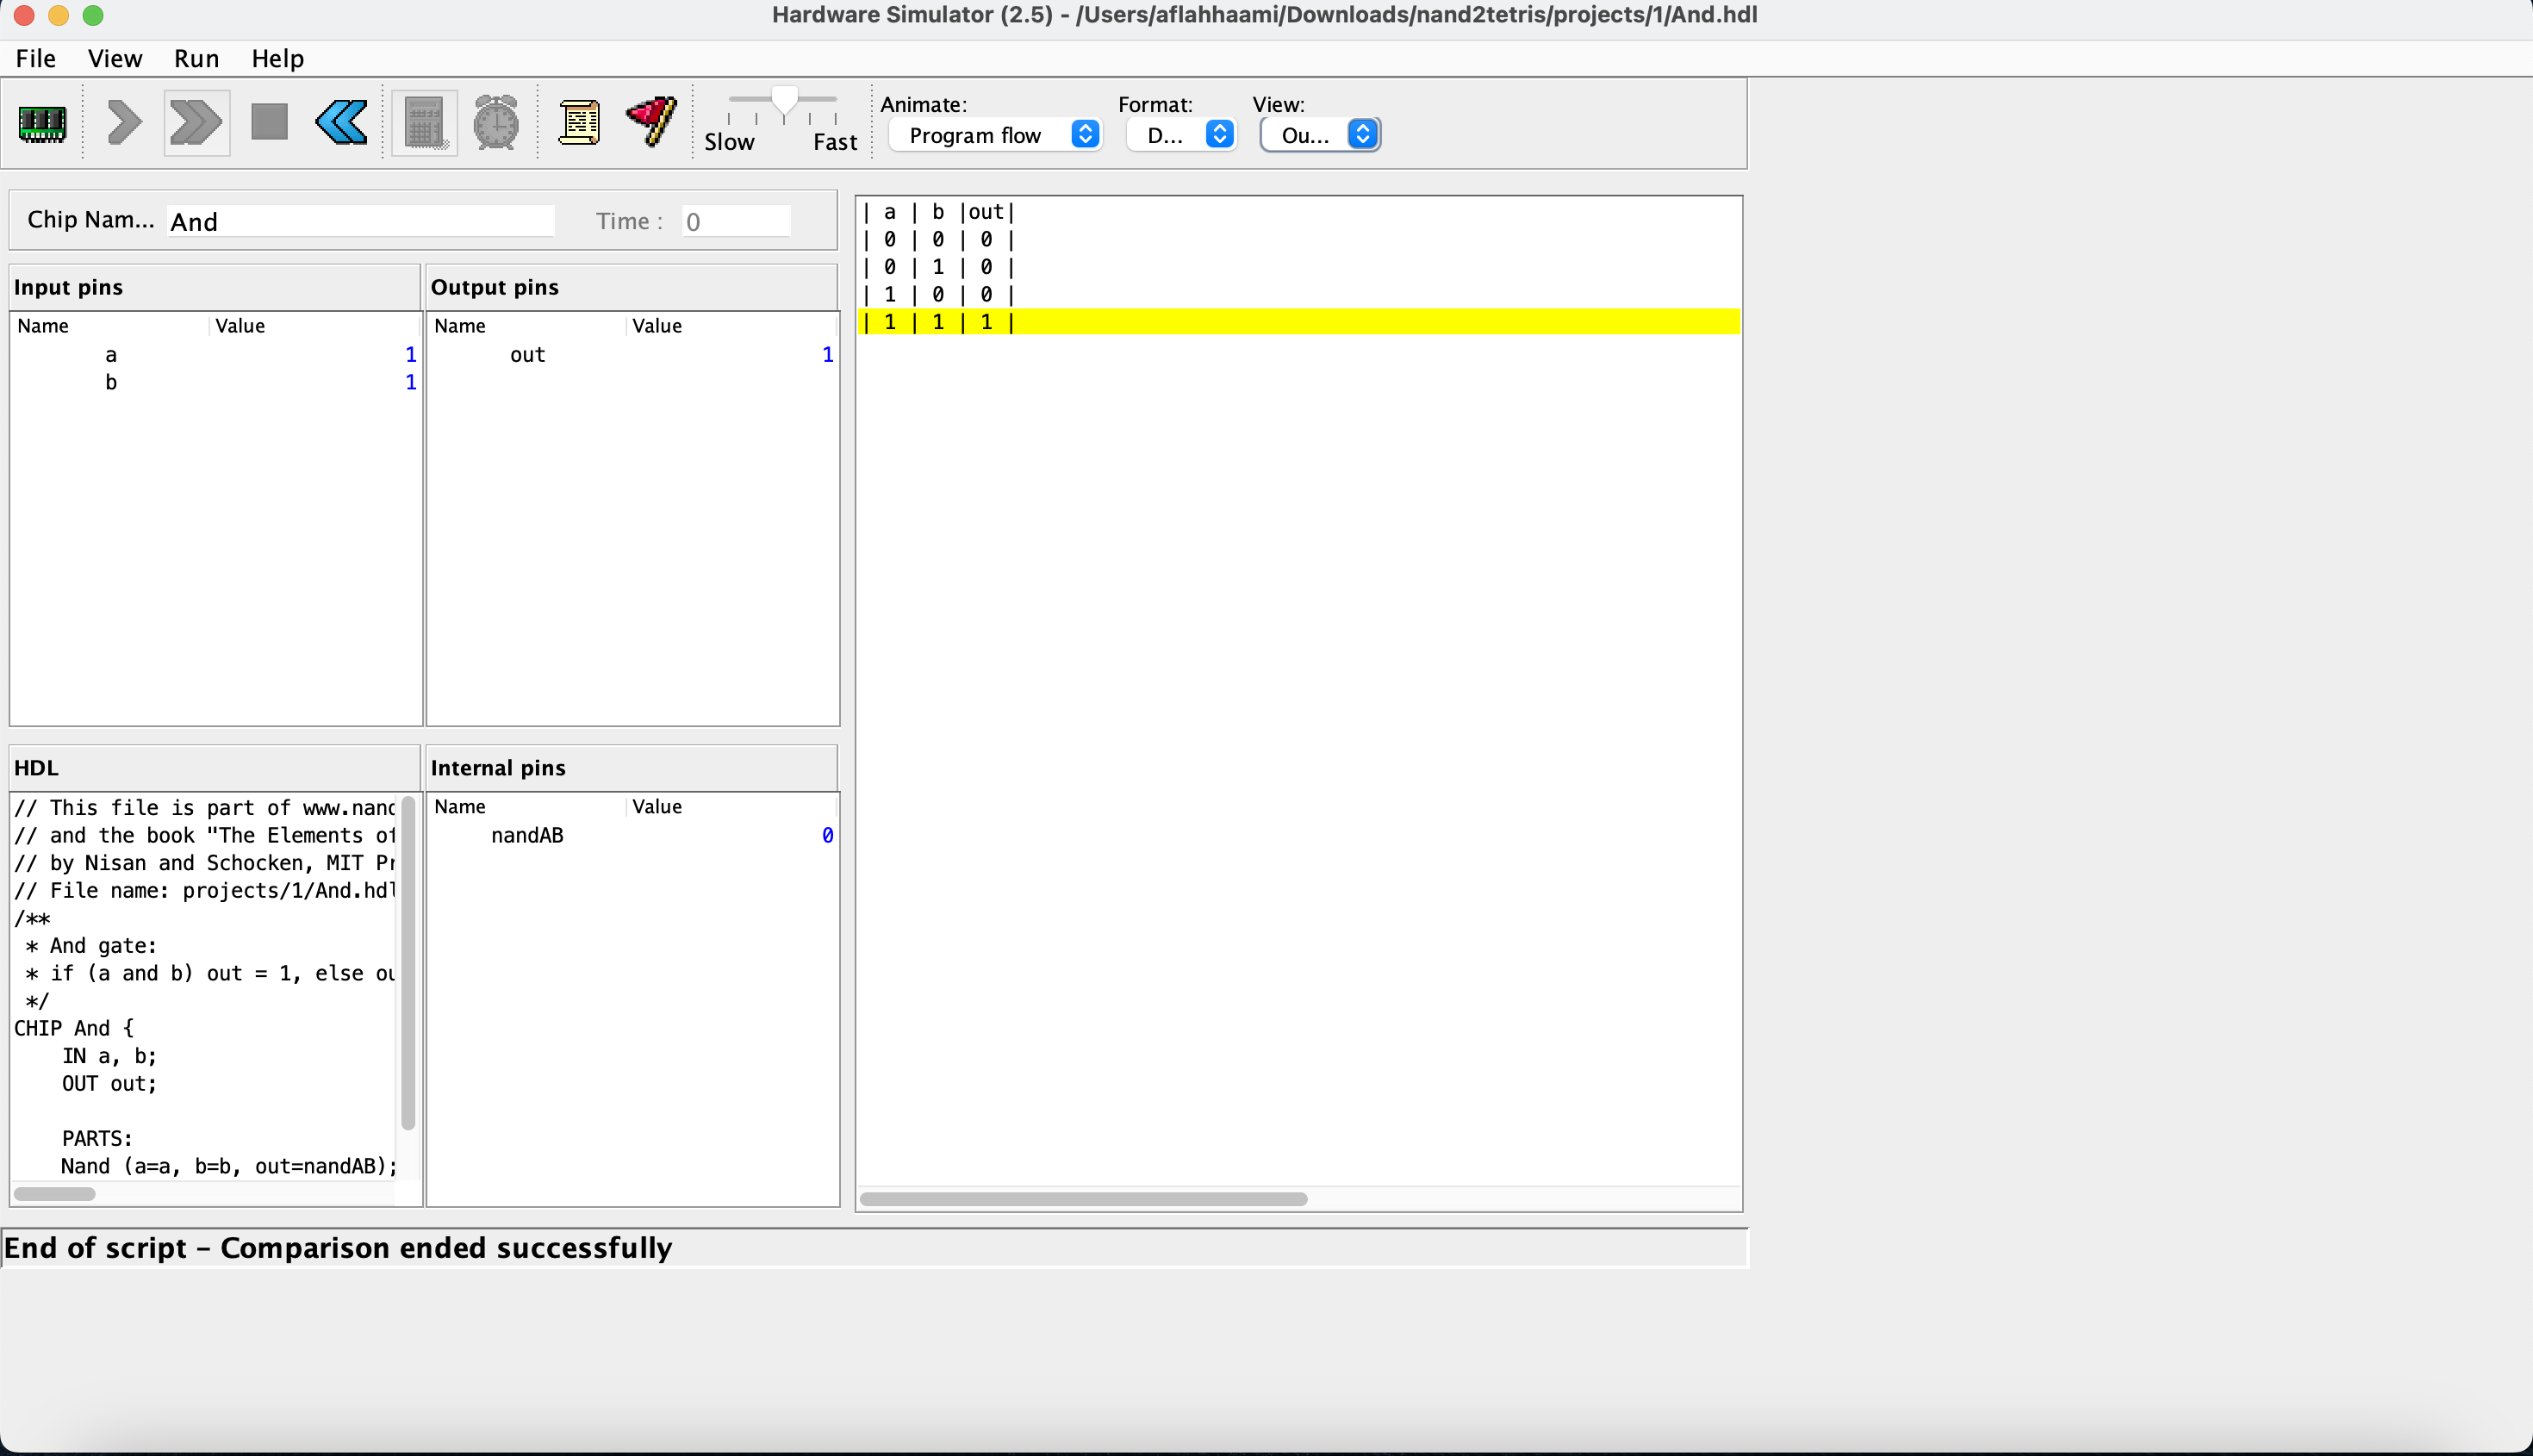 Hardware Simulator (2.5) - /Users/aflahhaami/Downloads/nand2tetris/projects/1/And.hdl
File View Run Help
Animate: Format: View:
Slow Fast Program flow D... Ou...
Chip Nam... And Time : 0
Input pins
Name Value
a 1
b 1
Output pins
Name Value
out 1
| a | b |out|
| 0 | 0 | 0 |
| 0 | 1 | 0 |
| 1 | 0 | 0 |
| 1 | 1 | 1 |
HDL
// This file is part of www.nand
// and the book "The Elements of
// by Nisan and Schocken, MIT Pr
// File name: projects/1/And.hdl
/**
* And gate:
* if (a and b) out = 1, else ou
*/
CHIP And {
IN a, b;
OUT out;
PARTS:
Nand (a=a, b=b, out=nandAB);
Internal pins
Name Value
nandAB 0
End of script – Comparison ended successfully